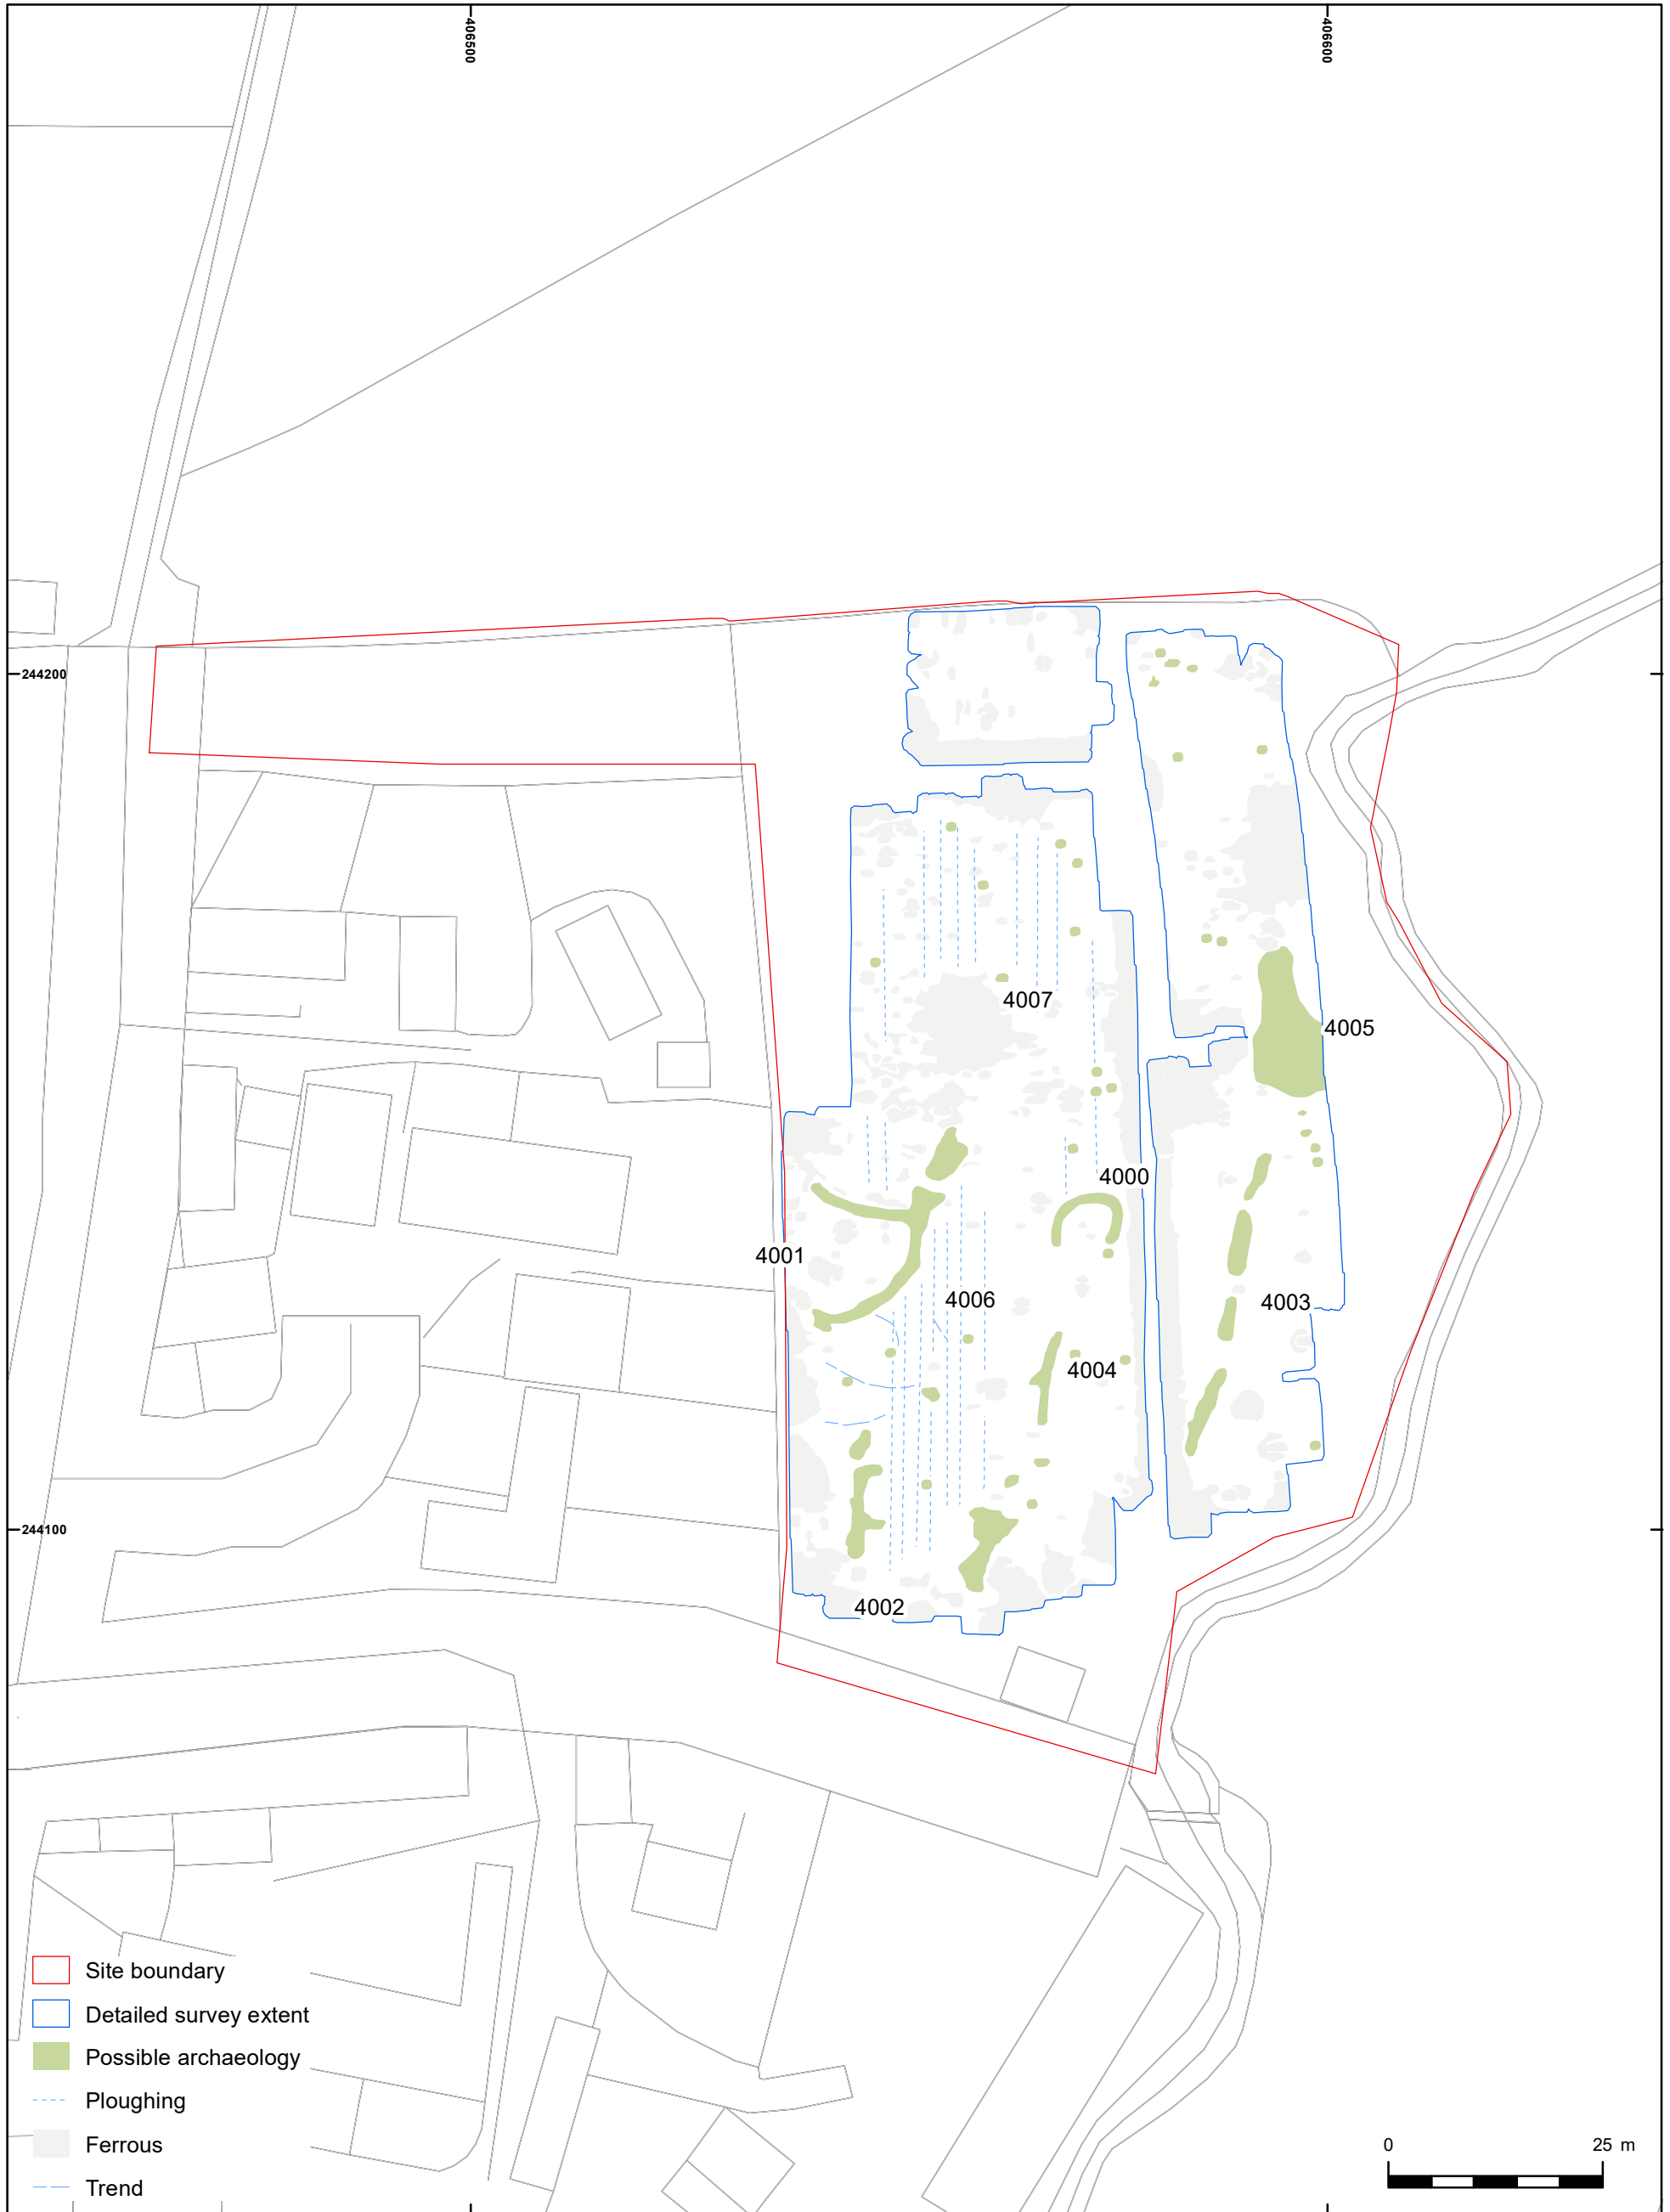 406500
406600
244200
4007
4005
4000
4001
4006
4003
4004
244100
4002
Site boundary
Detailed survey extent
Possible archaeology
Ploughing
Ferrous
Trend
0 25 m